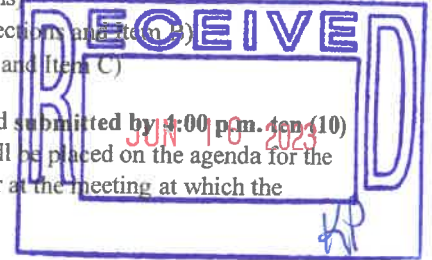 RECEIVED
ections and Item B)
and Item C)
d submitted by 4:00 p.m. ten (10)
JUN 16 2023
ll be placed on the agenda for the
r at the meeting at which the
KP